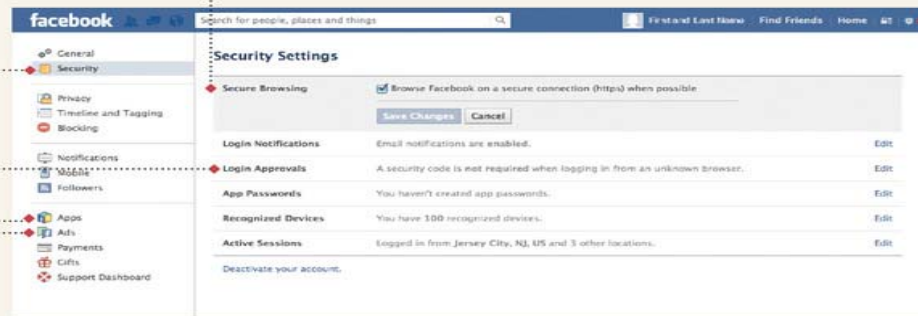 facebook
Search for people, places and things
First and Last Name Find Friends Home
General
Security
Privacy
Timeline and Tagging
Blocking
Notifications
Mobile
Followers
Apps
Ads
Payments
Gifts
Support Dashboard
Security Settings
Secure Browsing
Browse Facebook on a secure connection (https) when possible
Save Changes Cancel
Login Notifications Email notifications are enabled. Edit
Login Approvals A security code is not required when logging in from an unknown browser. Edit
App Passwords You haven't created app passwords. Edit
Recognized Devices You have 100 recognized devices. Edit
Active Sessions Logged in from Jersey City, NJ, US and 3 other locations. Edit
Deactivate your account.